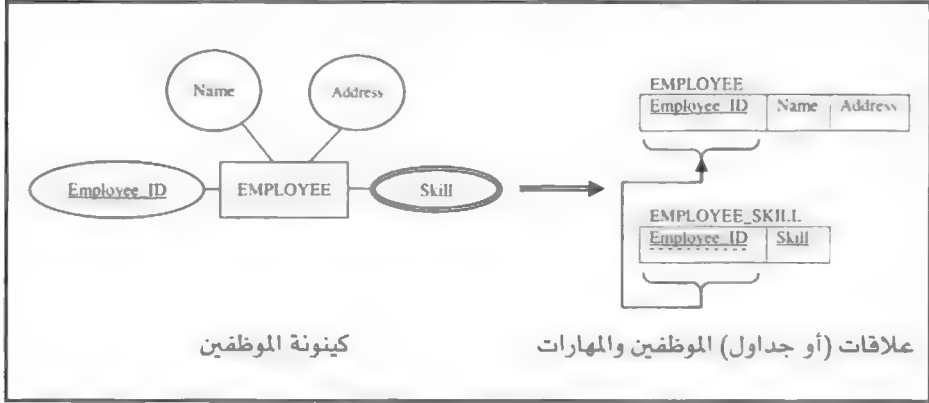 Name
Address
Employee_ID
EMPLOYEE
Skill
EMPLOYEE
Employee_ID Name Address
EMPLOYEE_SKILL
Employee_ID Skill
كينونة الموظفين
علاقات (أو جداول) الموظفين والمهارات